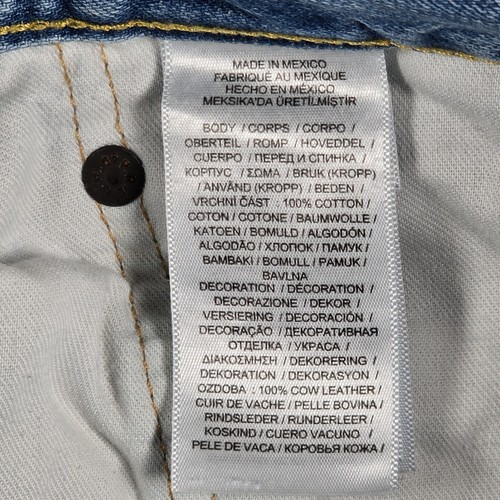 MADE IN MEXICO
FABRIQUÉ AU MEXIQUE
HECHO EN MÉXICO
MEKSIKA'DA ÜRETİLMİŞTİR
BODY / CORPS / CORPO /
OBERTEIL / ROMP / HOVEDDEL /
CUERPO / ПЕРЕД И СПИНКА /
КОРПУС / ΣΩΜΑ / BRUK (KROPP)
/ ANVÄND (KROPP) / BEDEN /
VRCHNÍ ČÁST : 100% COTTON /
COTON / COTONE / BAUMWOLLE /
KATOEN / BOMULD / ALGODÓN /
ALGODÃO / ХЛОПОК / ПАМУК /
BAMBAKI / BOMULL / PAMUK /
BAVLNA
DECORATION / DÉCORATION /
DECORAZIONE / DEKOR /
VERSIERING / DECORACIÓN /
DECORAÇÃO / ДЕКОРАТИВНАЯ
ОТДЕЛКА / УКРАСА /
ΔΙΑΚΟΣΜΗΣΗ / DEKORERING /
DEKORATION / DEKORASYON /
OZDOBA : 100% COW LEATHER /
CUIR DE VACHE / PELLE BOVINA /
RINDSLEDER / RUNDERLEER /
KOSKIND / CUERO VACUNO /
PELE DE VACA / КОРОВЬЯ КОЖА /